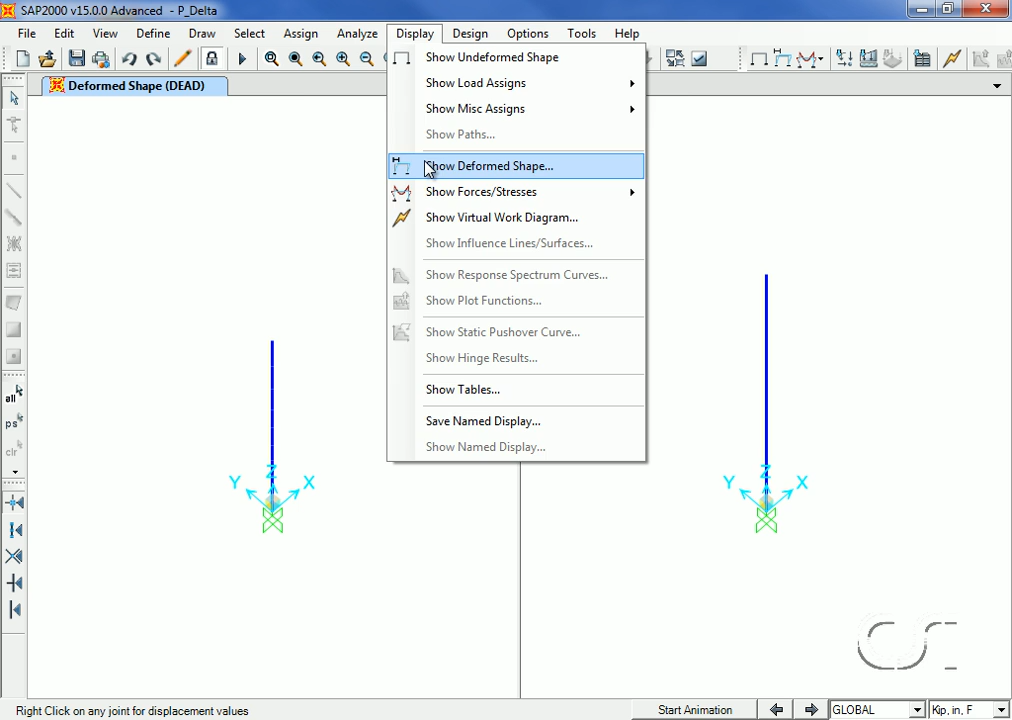 SAP2000 v15.0.0 Advanced - P_Delta
File Edit View Define Draw Select Assign Analyze Display Design Options Tools Help
Deformed Shape (DEAD)
Show Undeformed Shape
Show Load Assigns
Show Misc Assigns
Show Paths...
Show Deformed Shape...
Show Forces/Stresses
Show Virtual Work Diagram...
Show Influence Lines/Surfaces...
Show Response Spectrum Curves...
Show Plot Functions...
Show Static Pushover Curve...
Show Hinge Results...
Show Tables...
Save Named Display...
Show Named Display...
all
ps
clr
Y Z X
Y Z X
CSI
Right Click on any joint for displacement values
Start Animation
GLOBAL
Kip, in, F